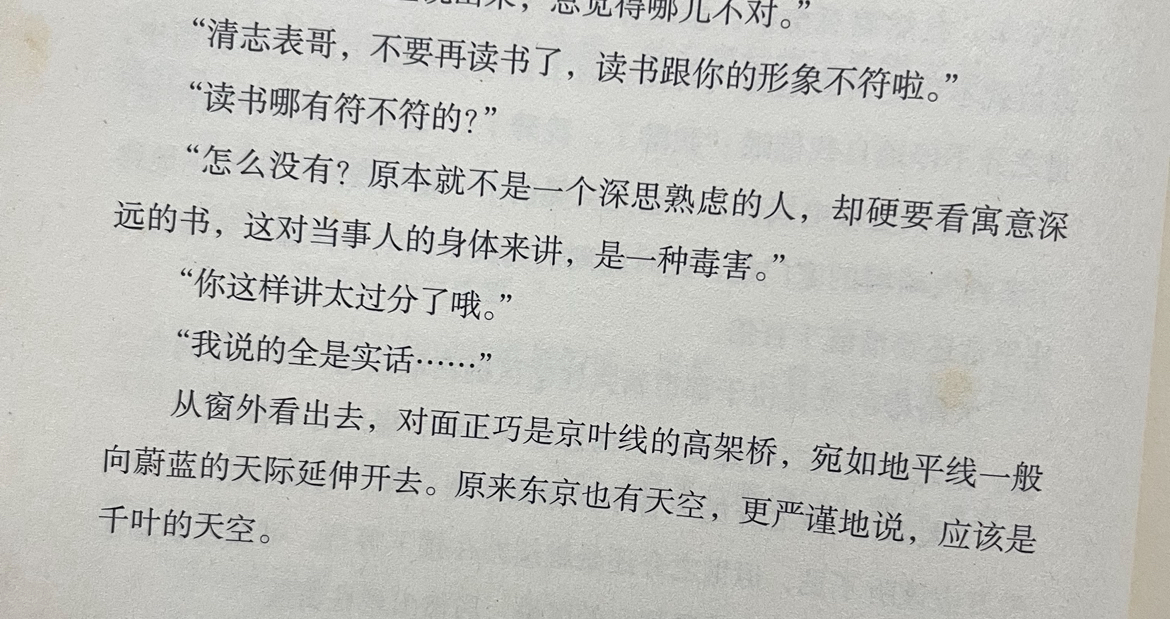 出来，总觉得哪儿不对。”
“清志表哥，不要再读书了，读书跟你的形象不符啦。”
“读书哪有符不符的？”
“怎么没有？原本就不是一个深思熟虑的人，却硬要看寓意深
远的书，这对当事人的身体来讲，是一种毒害。”
“你这样讲太过分了哦。”
“我说的全是实话……”
从窗外看出去，对面正巧是京叶线的高架桥，宛如地平线一般
向蔚蓝的天际延伸开去。原来东京也有天空，更严谨地说，应该是
千叶的天空。